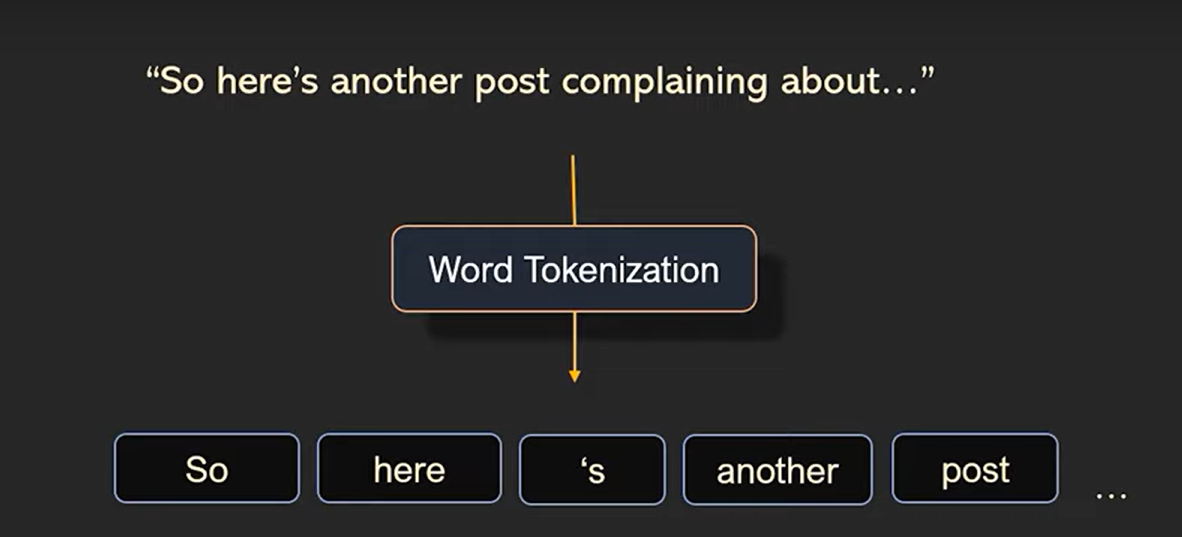 “So here’s another post complaining about...”
Word Tokenization
So here ‘s another post ...